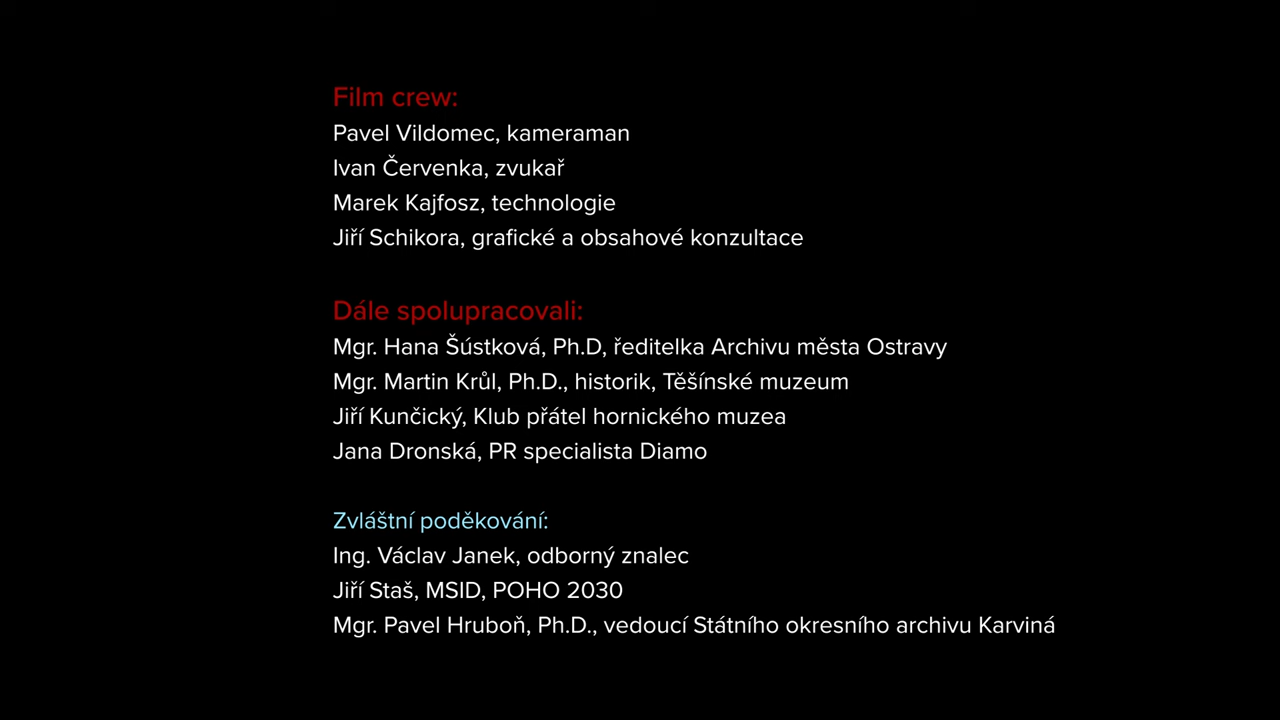 Film crew:
Pavel Vildomec, kameraman
Ivan Červenka, zvukař
Marek Kajfosz, technologie
Jiří Schikora, grafické a obsahové konzultace
Dále spolupracovali:
Mgr. Hana Šústková, Ph.D, ředitelka Archivu města Ostravy
Mgr. Martin Krůl, Ph.D., historik, Těšínské muzeum
Jiří Kunčický, Klub přátel hornického muzea
Jana Dronská, PR specialista Diamo
Zvláštní poděkování:
Ing. Václav Janek, odborný znalec
Jiří Staš, MSID, POHO 2030
Mgr. Pavel Hruboň, Ph.D., vedoucí Státního okresního archivu Karviná